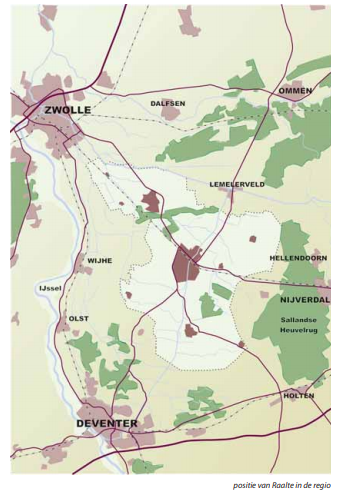 OMMEN
ZWOLLE
DALFSEN
LEMELERVELD
WIJHE
HELLENDOORN
IJssel
NIJVERDAL
OLST
Sallandse
Heuvelrug
HOLTEN
DEVENTER
positie van Raalte in de regio